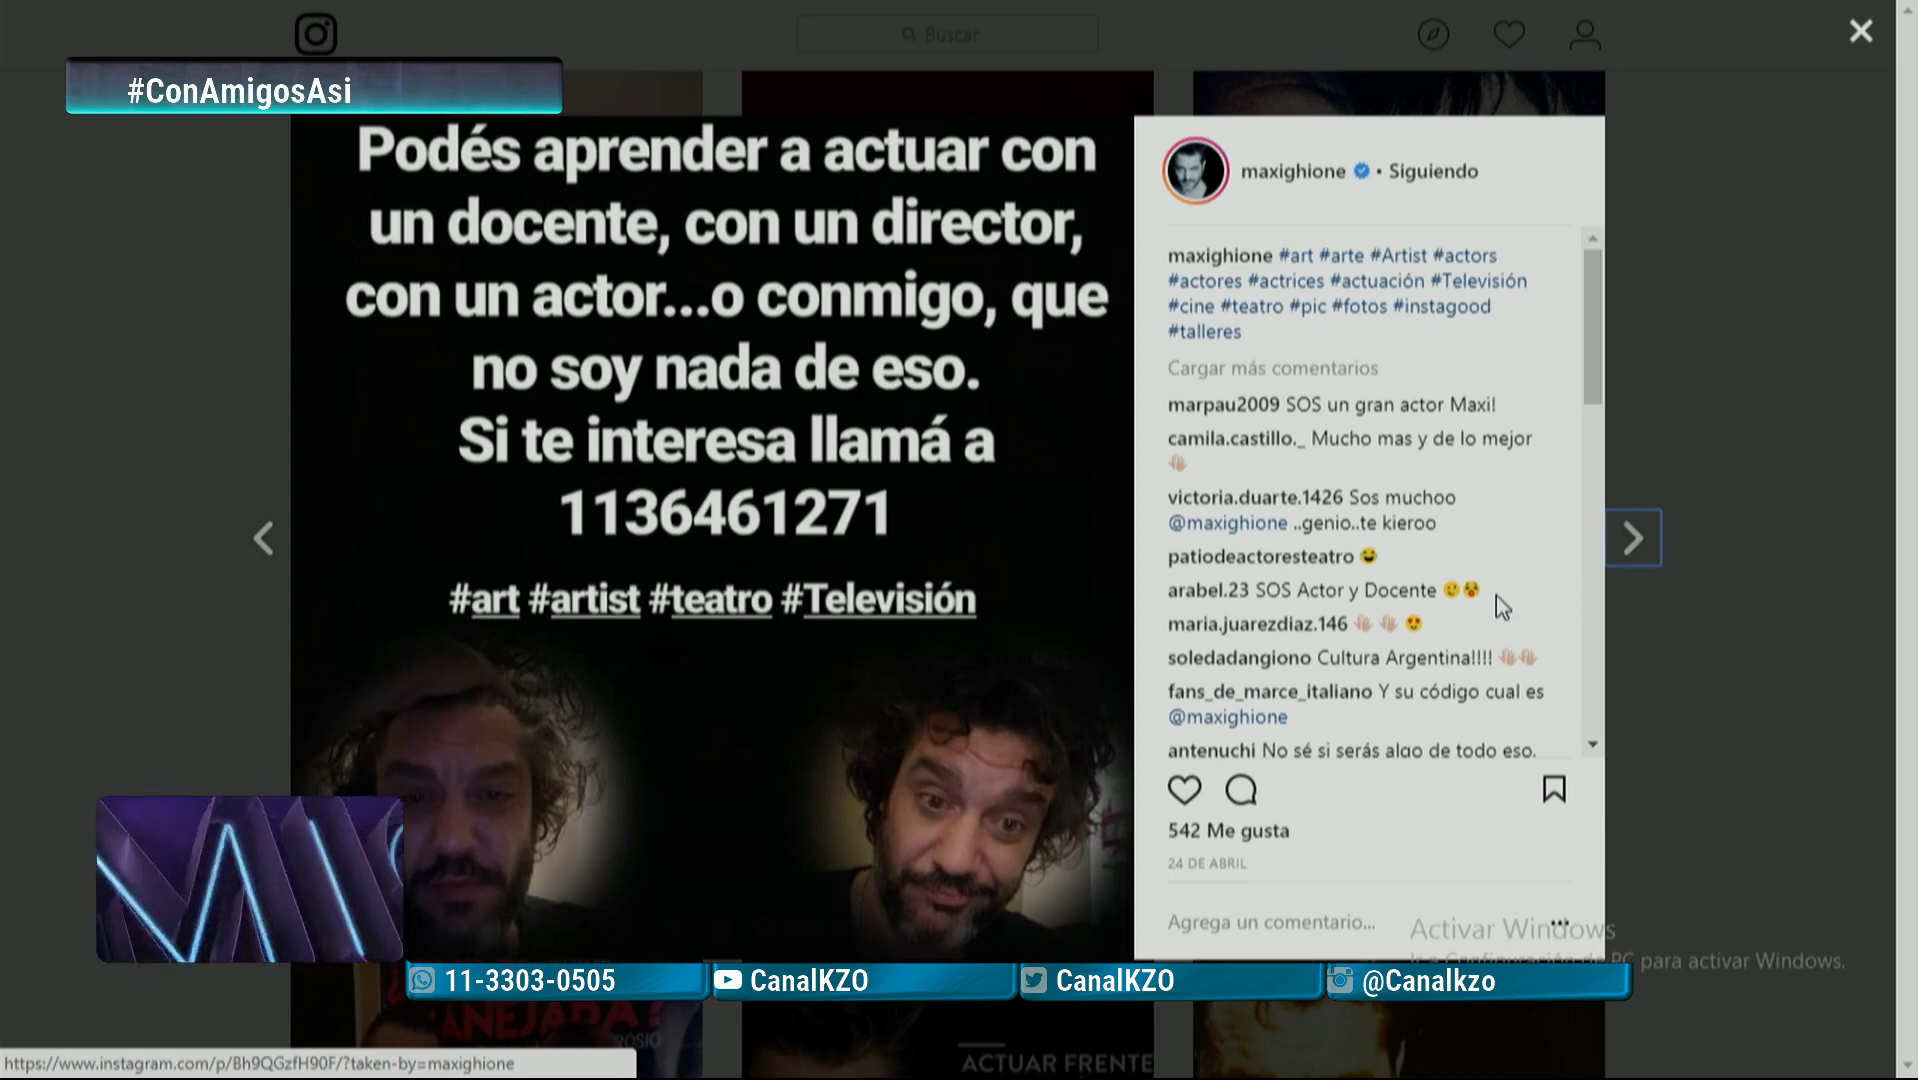 Buscar
#ConAmigosAsi
Podés aprender a actuar con
un docente, con un director,
con un actor...o conmigo, que
no soy nada de eso.
Si te interesa llamá a
1136461271
#art #artist #teatro #Televisión
maxighione • Siguiendo
maxighione #art #arte #Artist #actors
#actores #actrices #actuación #Televisión
#cine #teatro #pic #fotos #instagood
#talleres
Cargar más comentarios
marpau2009 SOS un gran actor Maxi!
camila.castillo._ Mucho mas y de lo mejor
👋🏻
victoria.duarte.1426 Sos muchoo
@maxighione ..genio..te kieroo
patiodeactoresteatro 😂
arabel.23 SOS Actor y Docente
maria.juarezdiaz.146 👋🏻 👋🏻 😍
soledadangiono Cultura Argentina!!!! 👋🏻👋🏻
fans_de_marce_italiano Y su código cual es
@maxighione
antenuchi No sé si serás algo de todo eso.
542 Me gusta
24 DE ABRIL
Agrega un comentario...
Activar Windows
PC para activar Windows.
11-3303-0505
CanalKZO
CanalKZO
@Canalkzo
ANEJADA?
ROSIO
ACTUAR FRENTE
https://www.instagram.com/p/Bh9QGzfH90F/?taken-by=maxighione